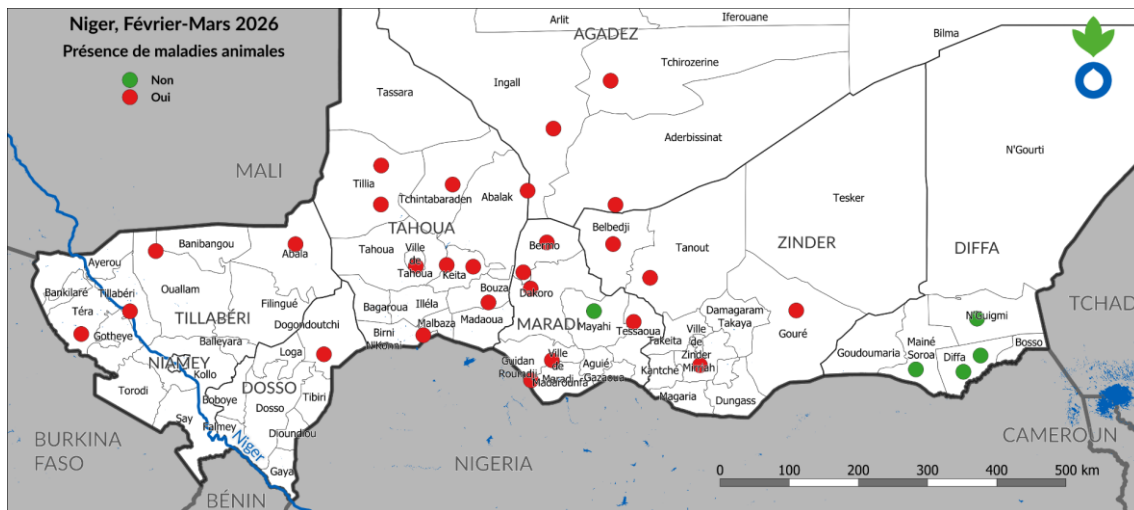 Niger, Février-Mars 2026
Présence de maladies animales
Non
Oui
Arlit
Iferouane
AGADEZ
Bilma
Tchirozerine
Ingall
Tassara
Aderbissinat
N'Gourti
MALI
Tillia
Tchintabaraden
Abalak
Tesker
TAHOUA
Belbedji
Banibangou
Abala
Tahoua
Ville
de
Tahoua
Keita
Bermo
Tanout
ZINDER
DIFFA
Ayerou
Ouallam
Bankilaré
Tillabéri
Filingué
Bagaroua
Illéla
Bouza
Dakoro
TCHAD
Téra
Gotheye
TILLABÉRI
Dogondoutchi
Birni
N'Konni
Malbaza
Madaoua
MARADI
Mayahi
Tessaoua
Damagaram
Takaya
Gouré
N'Guigmi
Balleyara
Takeita
Ville
de
Zinder
Mirriah
Goudoumaria
Mainé
Soroa
Diffa
Bosso
NIAMEY
Kollo
Loga
Guidan
Roumdji
Ville
de
Maradi
Madarounfa
Aguié
Gazaoua
Kantché
Torodi
DOSSO
Tibiri
Magaria
Dungass
Boboye
Say
Falmey
Dosso
Dioundiou
Niger
Gaya
BURKINA
FASO
BÉNIN
NIGERIA
CAMEROUN
0 100 200 300 400 500 km